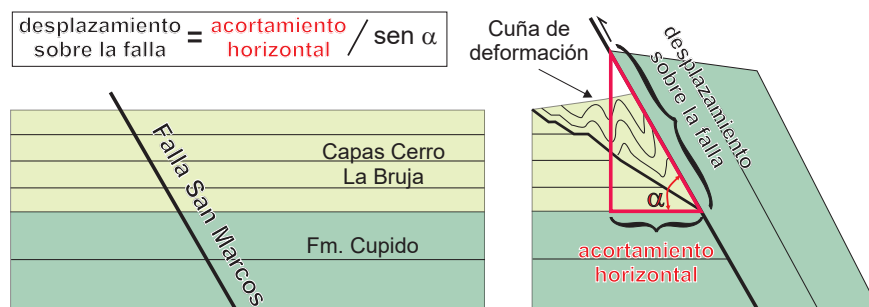 desplazamiento
sobre la falla = acortamiento
horizontal / sen α
Falla San Marcos
Capas Cerro
La Bruja
Fm. Cupido
Cuña de
deformación
desplazamiento
sobre la falla
α
acortamiento
horizontal